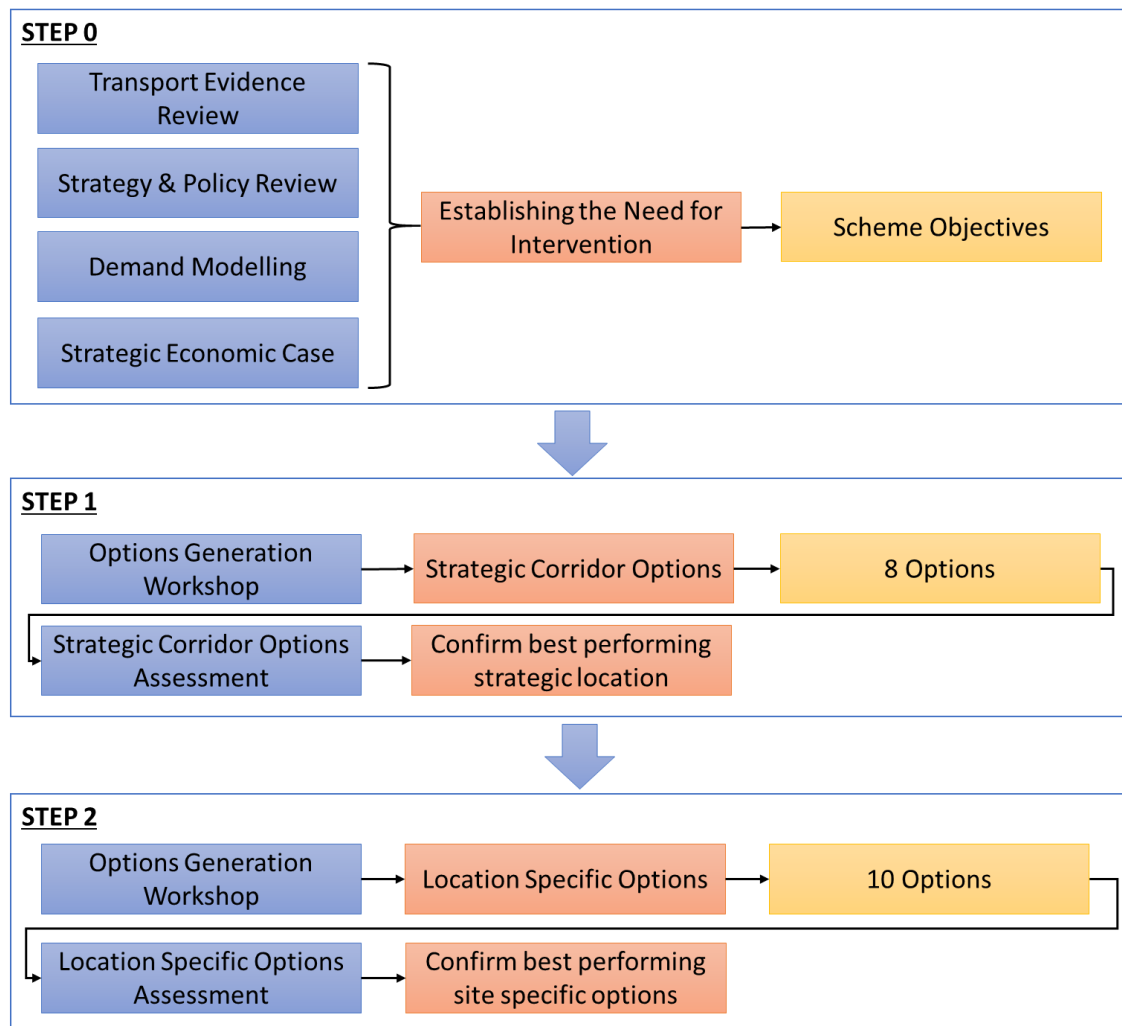 STEP 0
Transport Evidence
Review
Strategy & Policy Review
Demand Modelling
Strategic Economic Case
Establishing the Need for
Intervention
Scheme Objectives
STEP 1
Options Generation
Workshop
Strategic Corridor Options
8 Options
Strategic Corridor Options
Assessment
Confirm best performing
strategic location
STEP 2
Options Generation
Workshop
Location Specific Options
10 Options
Location Specific Options
Assessment
Confirm best performing
site specific options